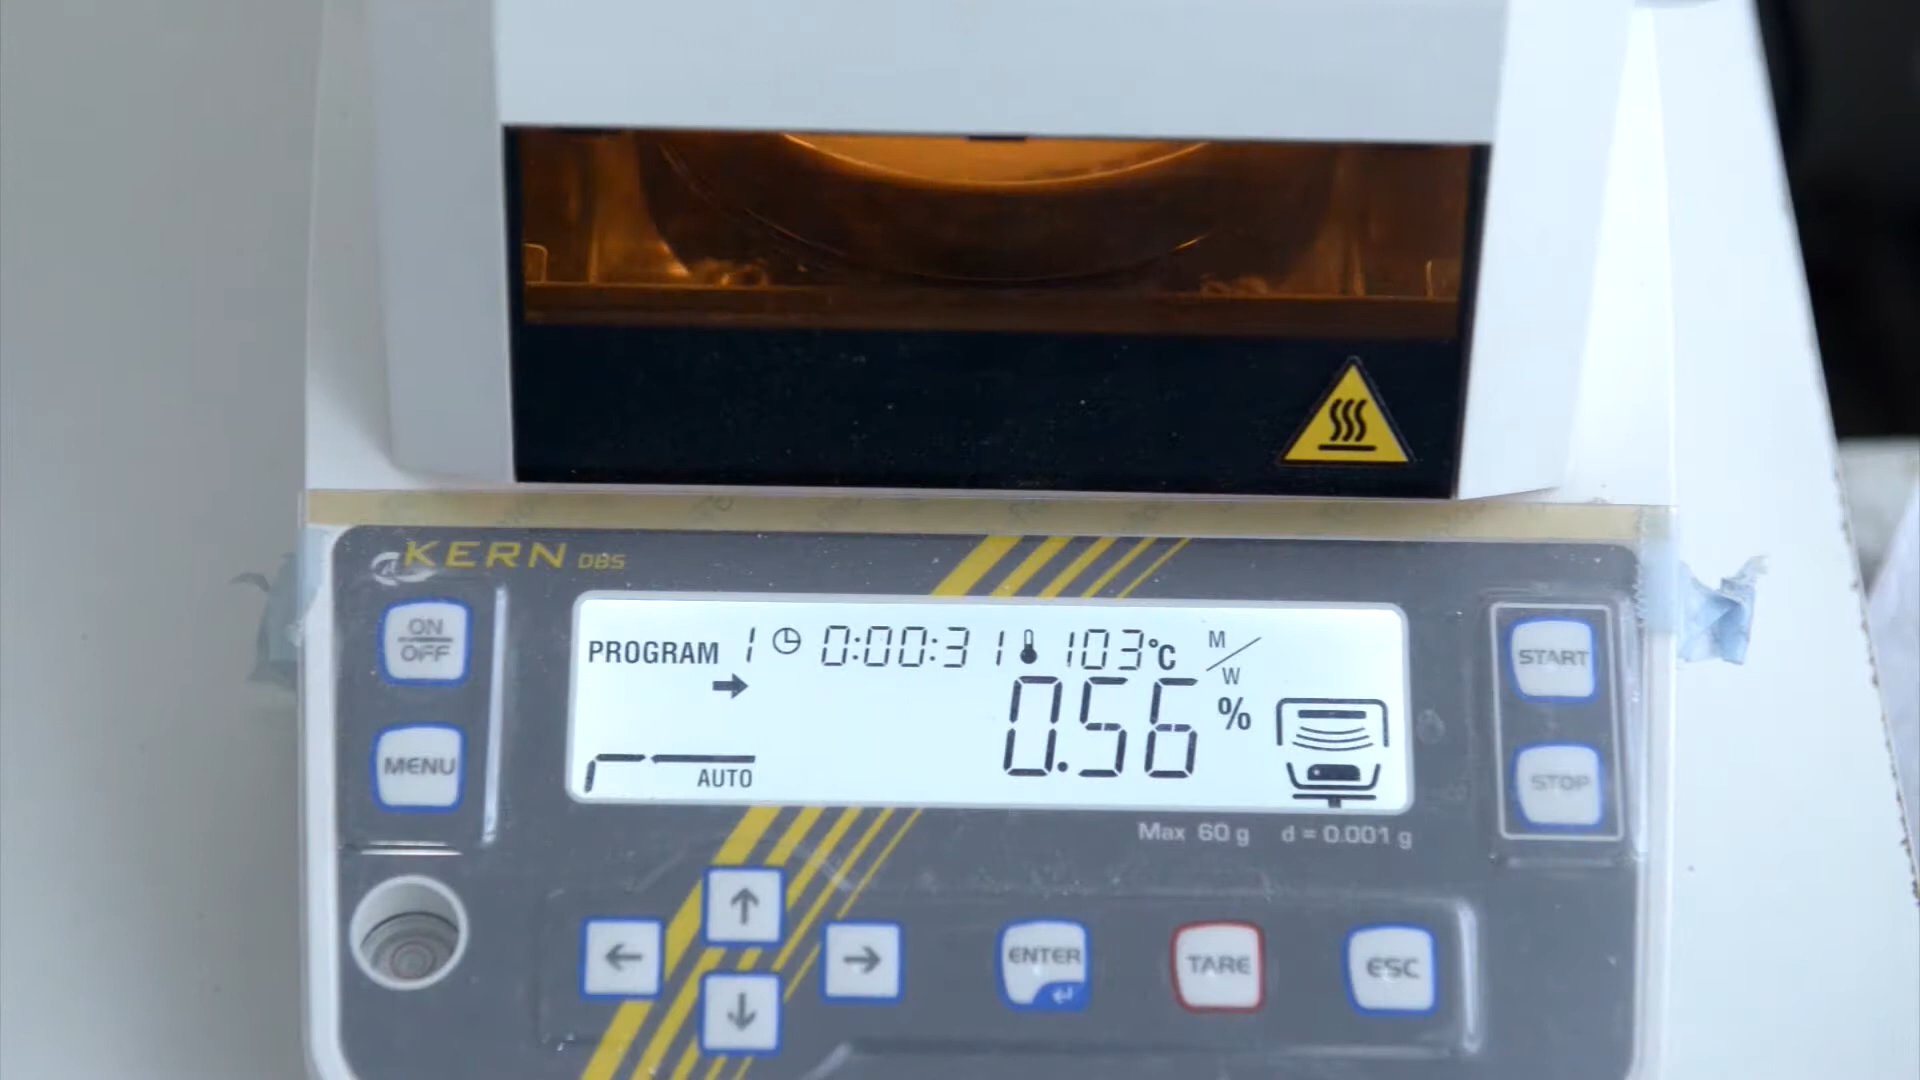 KERN DBS
ON
OFF
MENU
PROGRAM 1 0:00:31 103°C M/W
0.56 %
AUTO
START
STOP
Max 60 g d = 0.001 g
ENTER
TARE
ESC